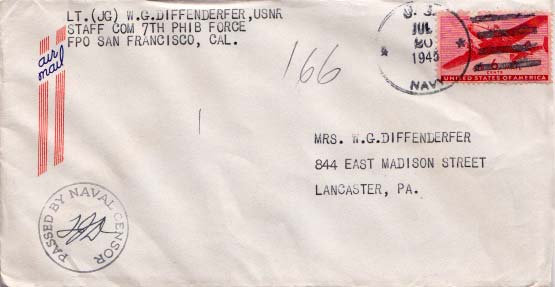 LT.(JG) W.G.DIFFENDERFER,USNR
STAFF COM 7TH PHIB FORCE
FPO SAN FRANCISCO, CAL.
air
mail
166
U. S.
JUL
20
1945
NAVY
6
CENTS
UNITED STATES OF AMERICA
MRS. W.G.DIFFENDERFER
844 EAST MADISON STREET
LANCASTER, PA.
PASSED BY NAVAL CENSOR